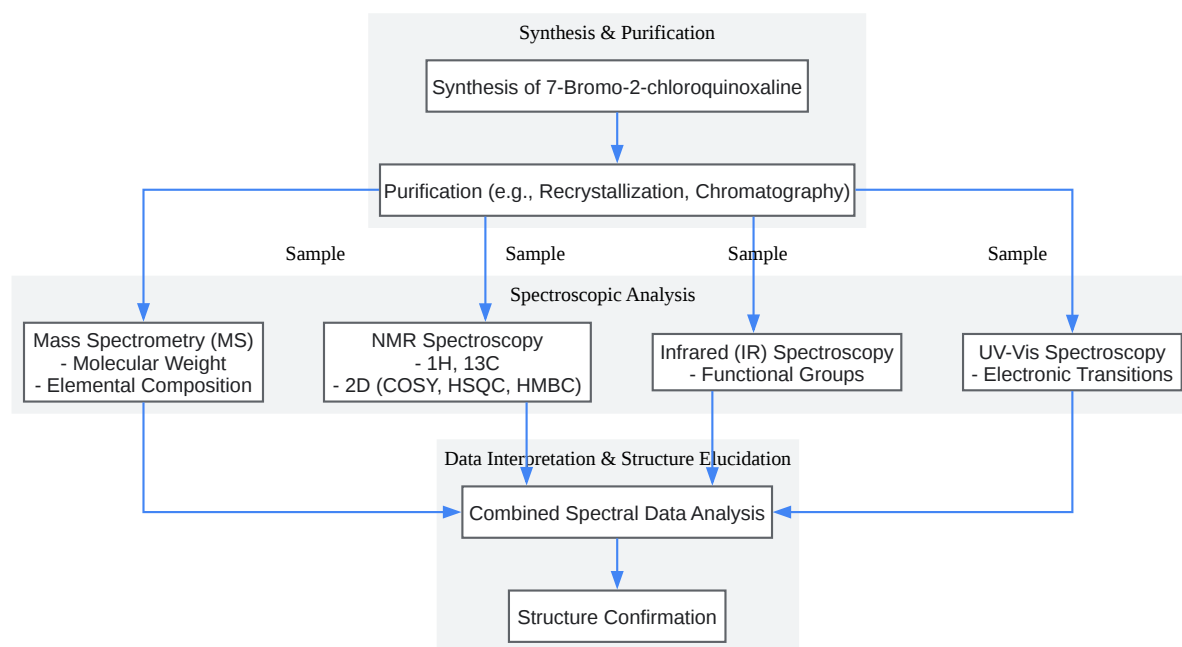 Synthesis & Purification
Synthesis of 7-Bromo-2-chloroquinoxaline
Purification (e.g., Recrystallization, Chromatography)
Sample
Sample
Sample
Sample
Spectroscopic Analysis
Mass Spectrometry (MS)
- Molecular Weight
- Elemental Composition
NMR Spectroscopy
- 1H, 13C
- 2D (COSY, HSQC, HMBC)
Infrared (IR) Spectroscopy
- Functional Groups
UV-Vis Spectroscopy
- Electronic Transitions
Data Interpretation & Structure Elucidation
Combined Spectral Data Analysis
Structure Confirmation